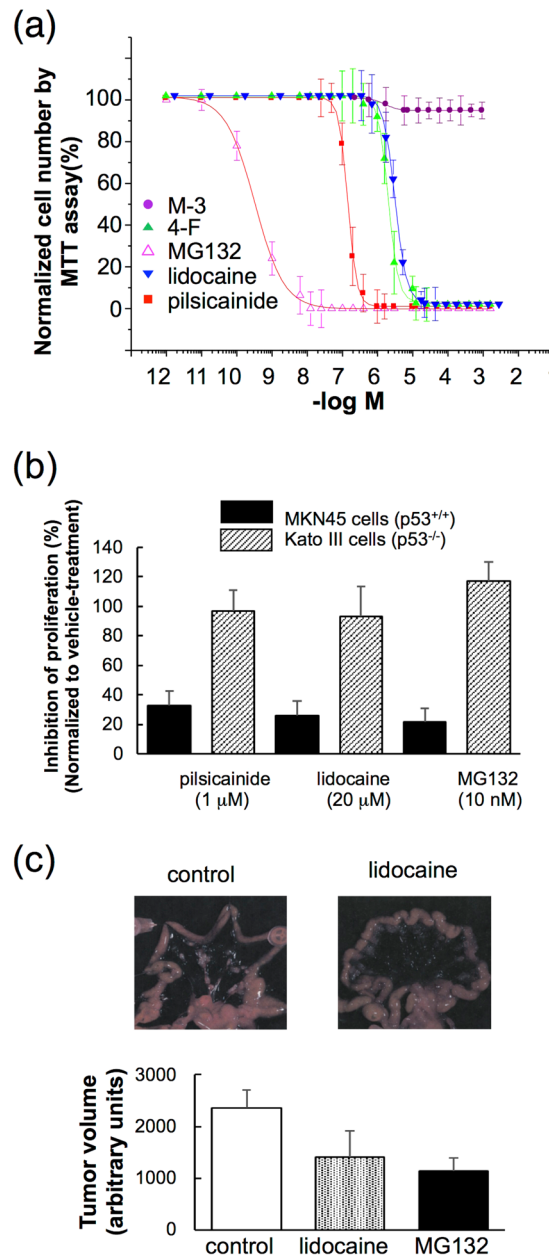 (a)
Normalized cell number by
MTT assay(%)
100
80
60
40
20
0
M-3
4-F
MG132
lidocaine
pilsicainide
12 11 10 9 8 7 6 5 4 3 2
-log M
(b)
MKN45 cells (p53+/+)
Kato III cells (p53-/-)
Inhibition of proliferation (%)
(Normalized to vehicle-treatment)
140
120
100
80
60
40
20
0
pilsicainide lidocaine MG132
(1 μM) (20 μM) (10 nM)
(c)
control lidocaine
Tumor volume
(arbitrary units)
3000
2000
1000
0
control lidocaine MG132